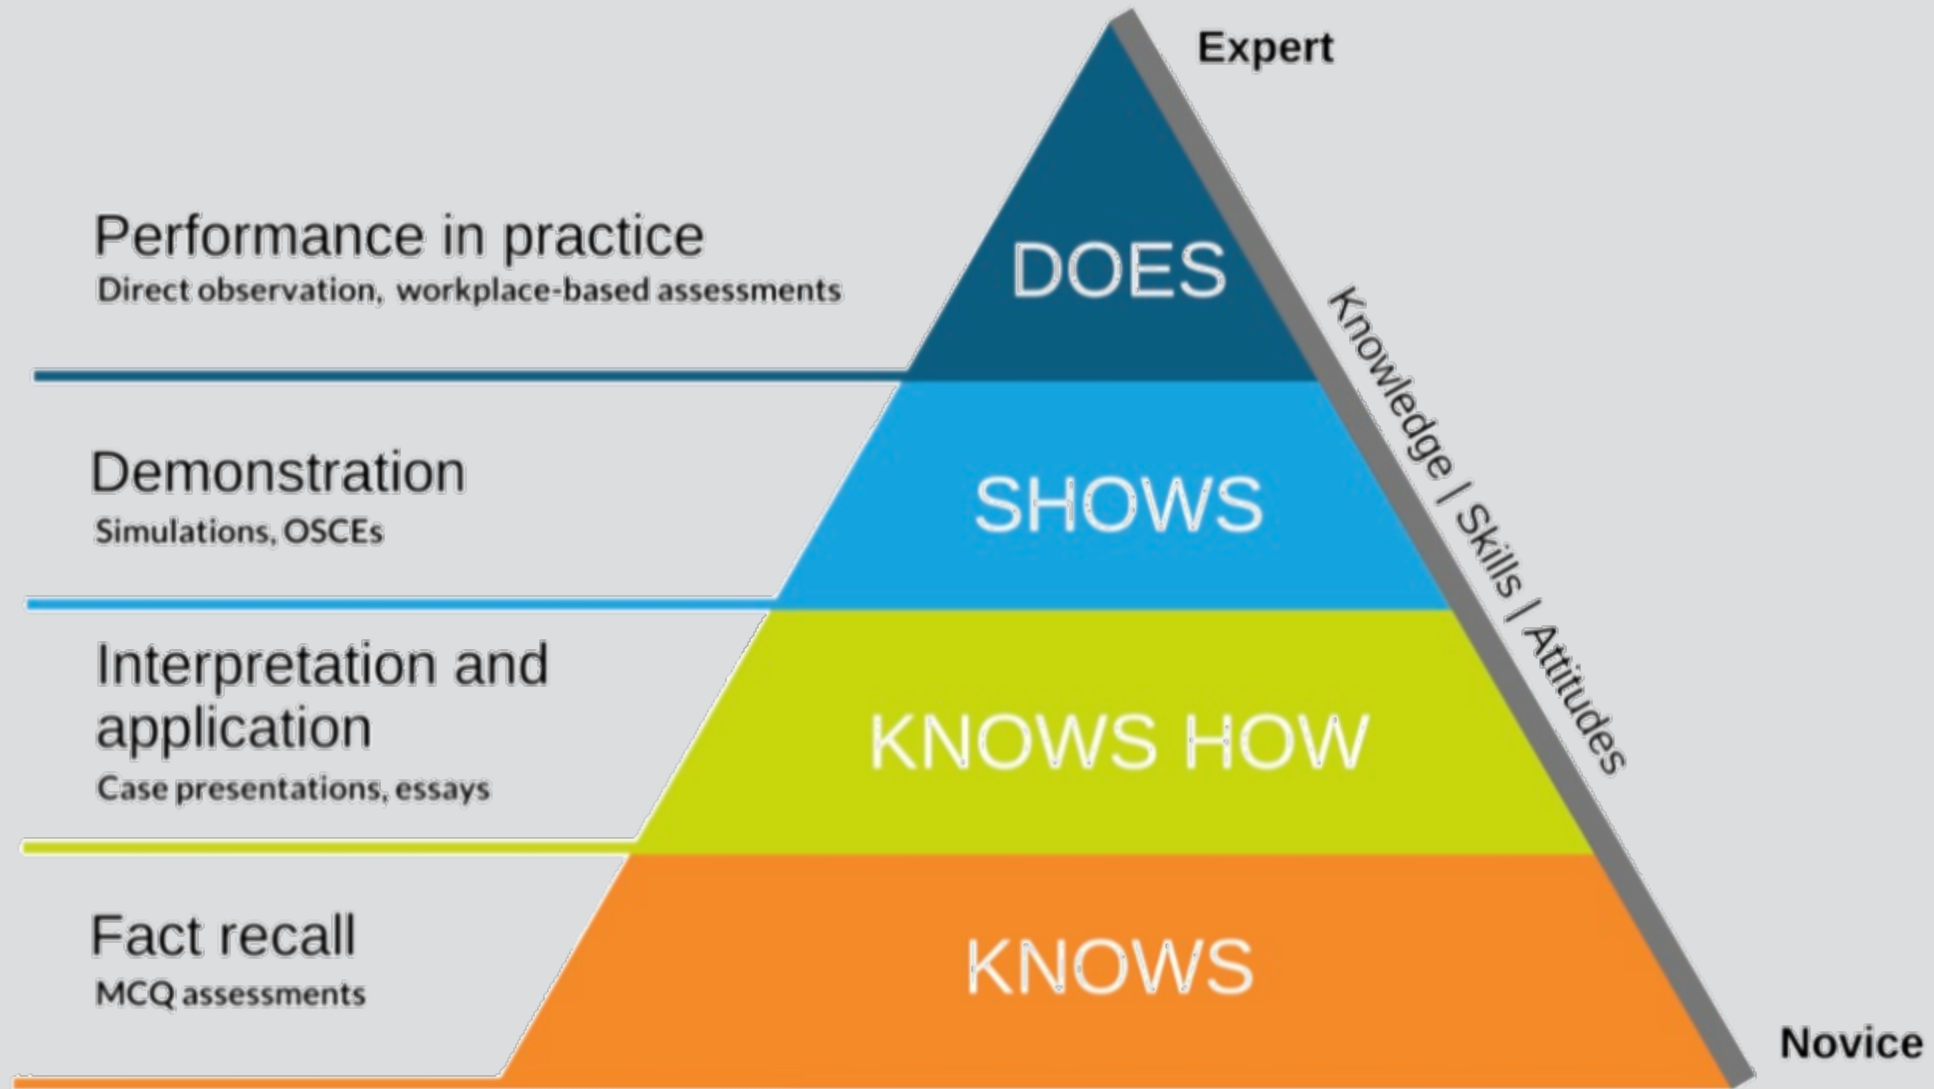 Expert
Performance in practice
Direct observation, workplace-based assessments
DOES
Knowledge | Skills | Attitudes
Demonstration
Simulations, OSCEs
SHOWS
Interpretation and
application
Case presentations, essays
KNOWS HOW
Fact recall
MCQ assessments
KNOWS
Novice